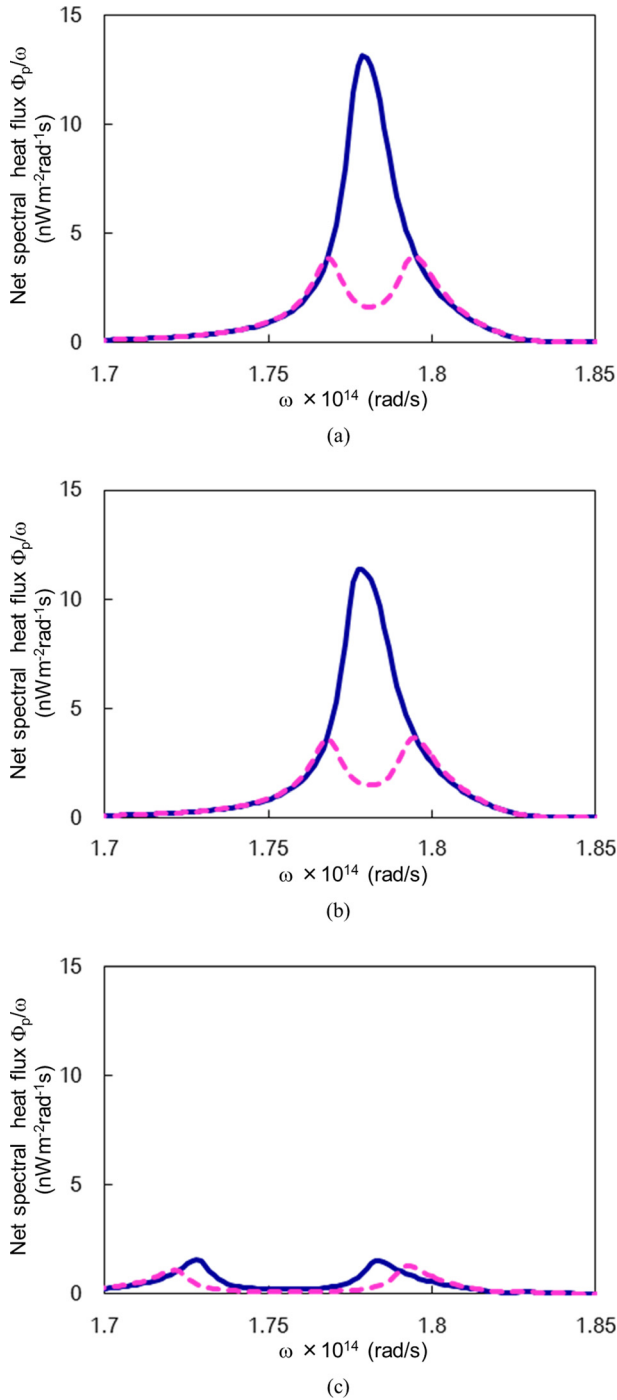 Net spectral heat flux Φp/ω
(nWm-2rad-1s)
15
10
5
0
1.7 1.75 1.8 1.85
ω × 10¹⁴ (rad/s)
(a)
Net spectral heat flux Φp/ω
(nWm-2rad-1s)
15
10
5
0
1.7 1.75 1.8 1.85
ω × 10¹⁴ (rad/s)
(b)
Net spectral heat flux Φp/ω
(nWm-2rad-1s)
15
10
5
0
1.7 1.75 1.8 1.85
ω × 10¹⁴ (rad/s)
(c)